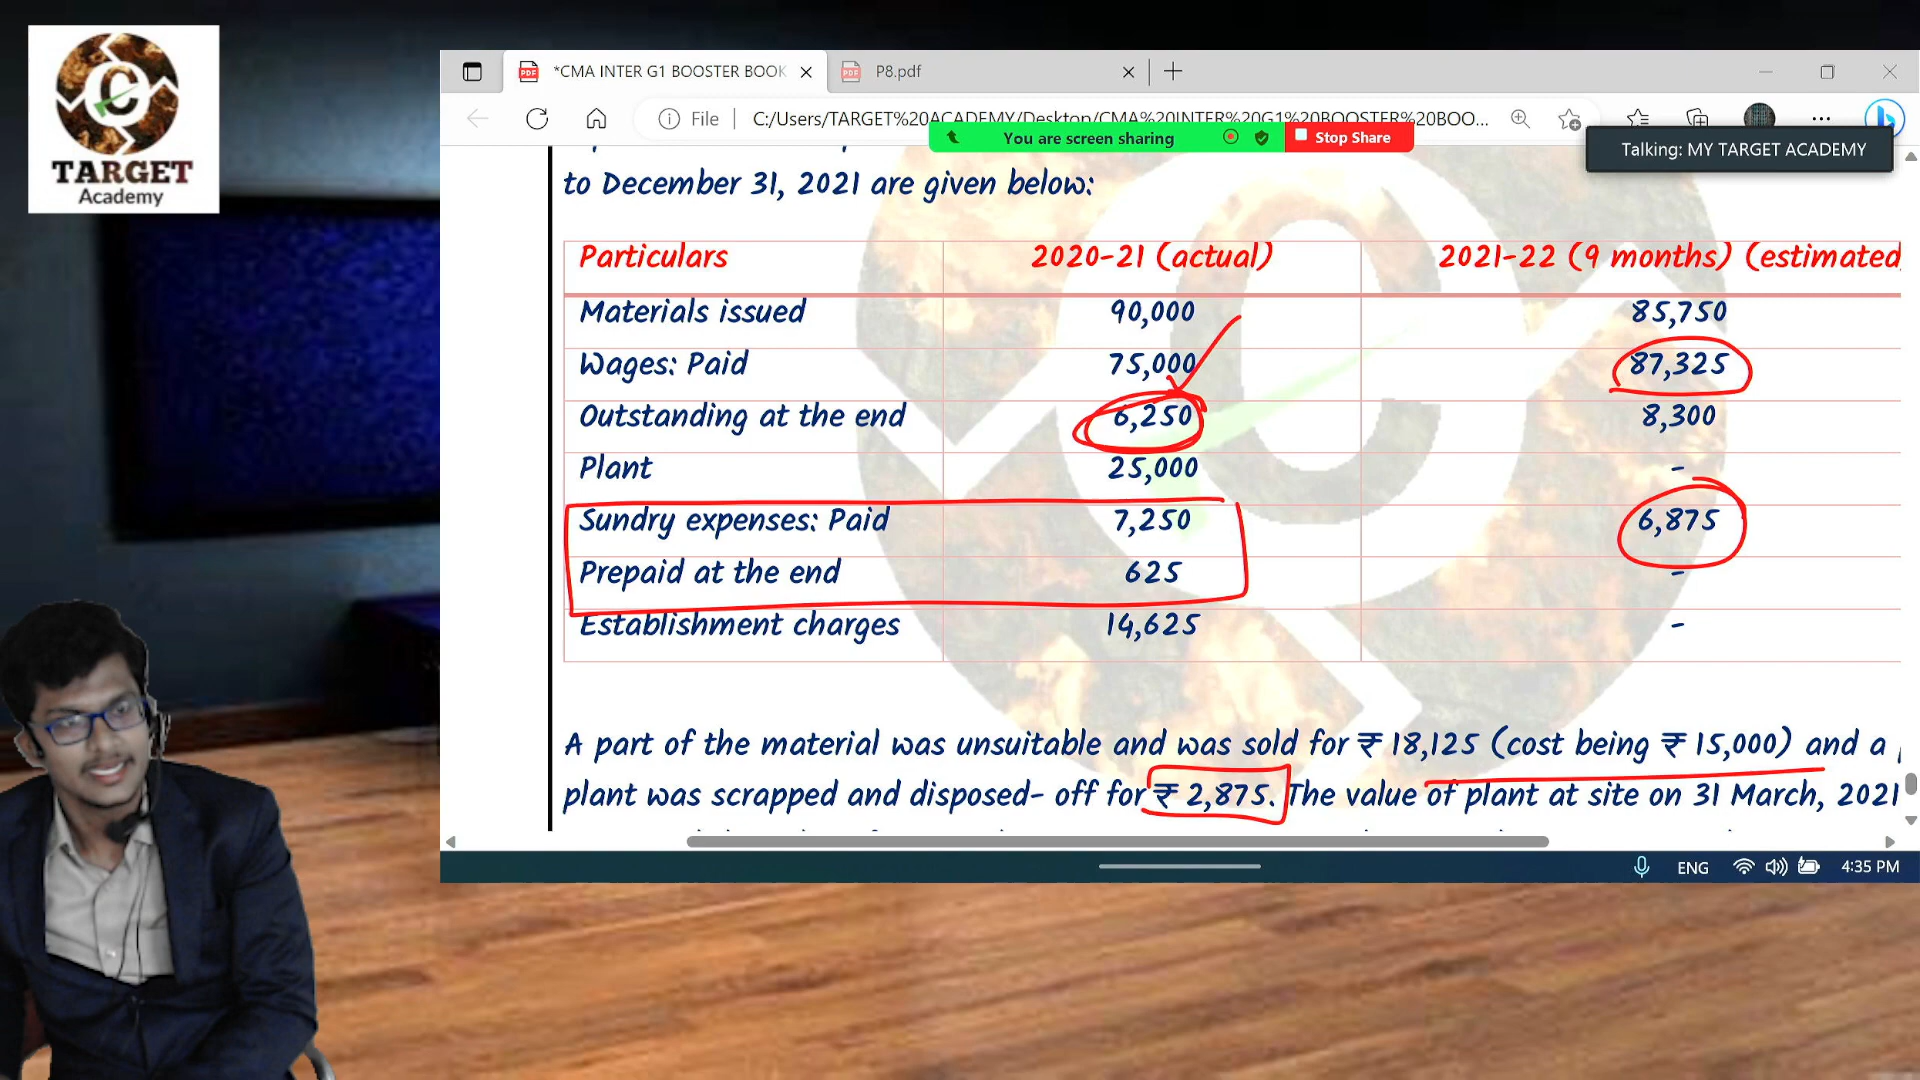 C
TARGET
Academy
*CMA INTER G1 BOOSTER BOOK
P8.pdf
File
C:/Users/TARGET%20ACADEMY/Desktop/CMA%20INTER%20G1%20BOOSTER%20BOO...
You are screen sharing
Stop Share
Talking: MY TARGET ACADEMY
to December 31, 2021 are given below:
Particulars 2020-21 (actual) 2021-22 (9 months) (estimated
Materials issued 90,000 85,750
Wages: Paid 75,000 87,325
Outstanding at the end 6,250 8,300
Plant 25,000 -
Sundry expenses: Paid 7,250 6,875
Prepaid at the end 625 -
Establishment charges 14,625 -
A part of the material was unsuitable and was sold for ₹ 18,125 (cost being ₹ 15,000) and a
plant was scrapped and disposed- off for ₹ 2,875. The value of plant at site on 31 March, 2021
ENG
4:35 PM